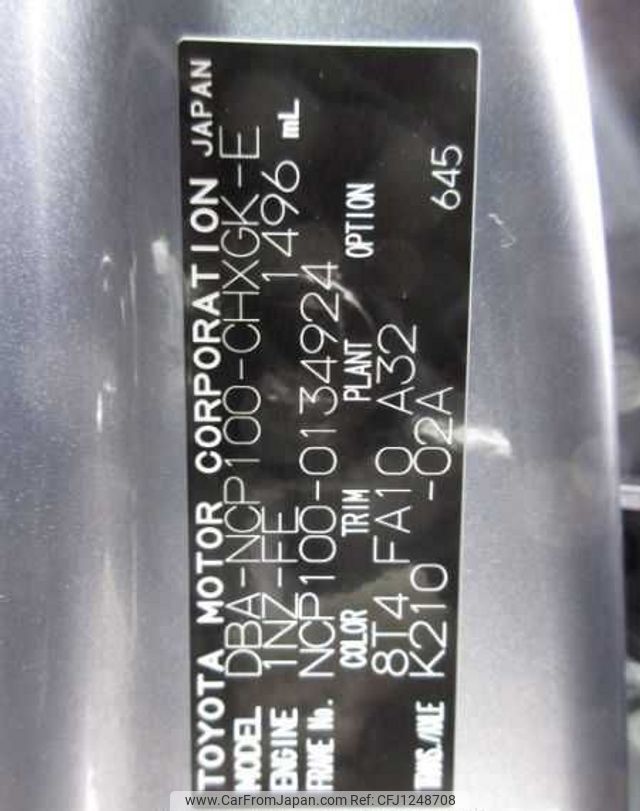 TOYOTA MOTOR CORPORATION JAPAN
MODEL DBA-NCP100-CHXGK-E
ENGINE 1NZ-FE 1496 mL
FRAME No. NCP100-0134924
COLOR TRIM PLANT OPTION
8T4 FA10 A32
TRANS./AXLE K210 -02A 645
www.CarFromJapan.com | Ref No. CFJ1248708